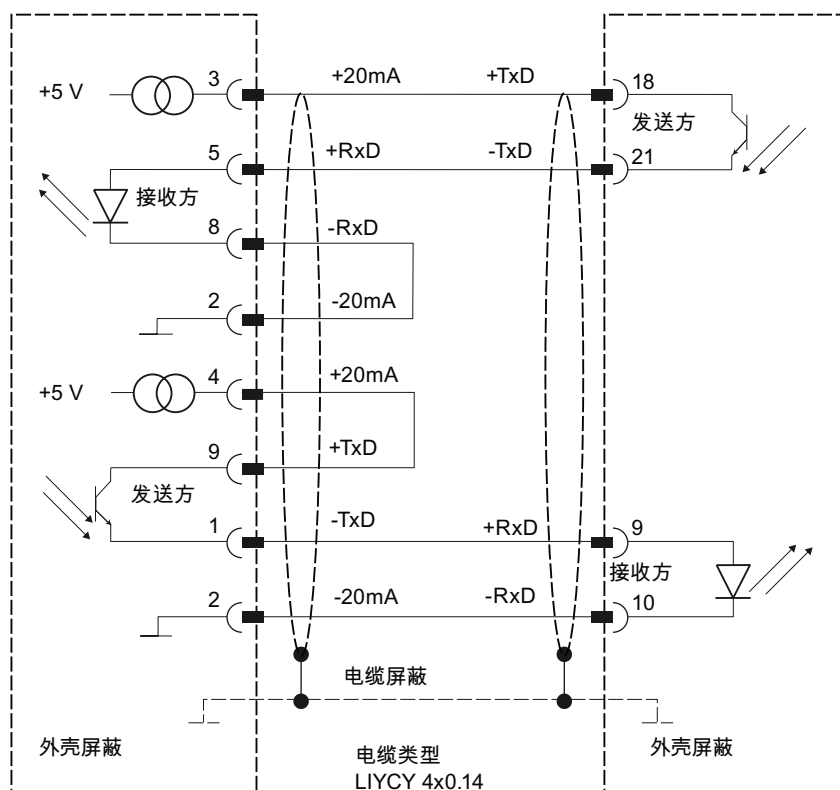 +5 V 3 +20mA +TxD 18
发送方
5 +RxD -TxD 21
接收方
8 -RxD
2 -20mA
+5 V 4 +20mA
9 +TxD
发送方
1 -TxD +RxD 9
接收方
2 -20mA -RxD 10
电缆屏蔽
外壳屏蔽 外壳屏蔽
电缆类型
LIYCY 4x0.14